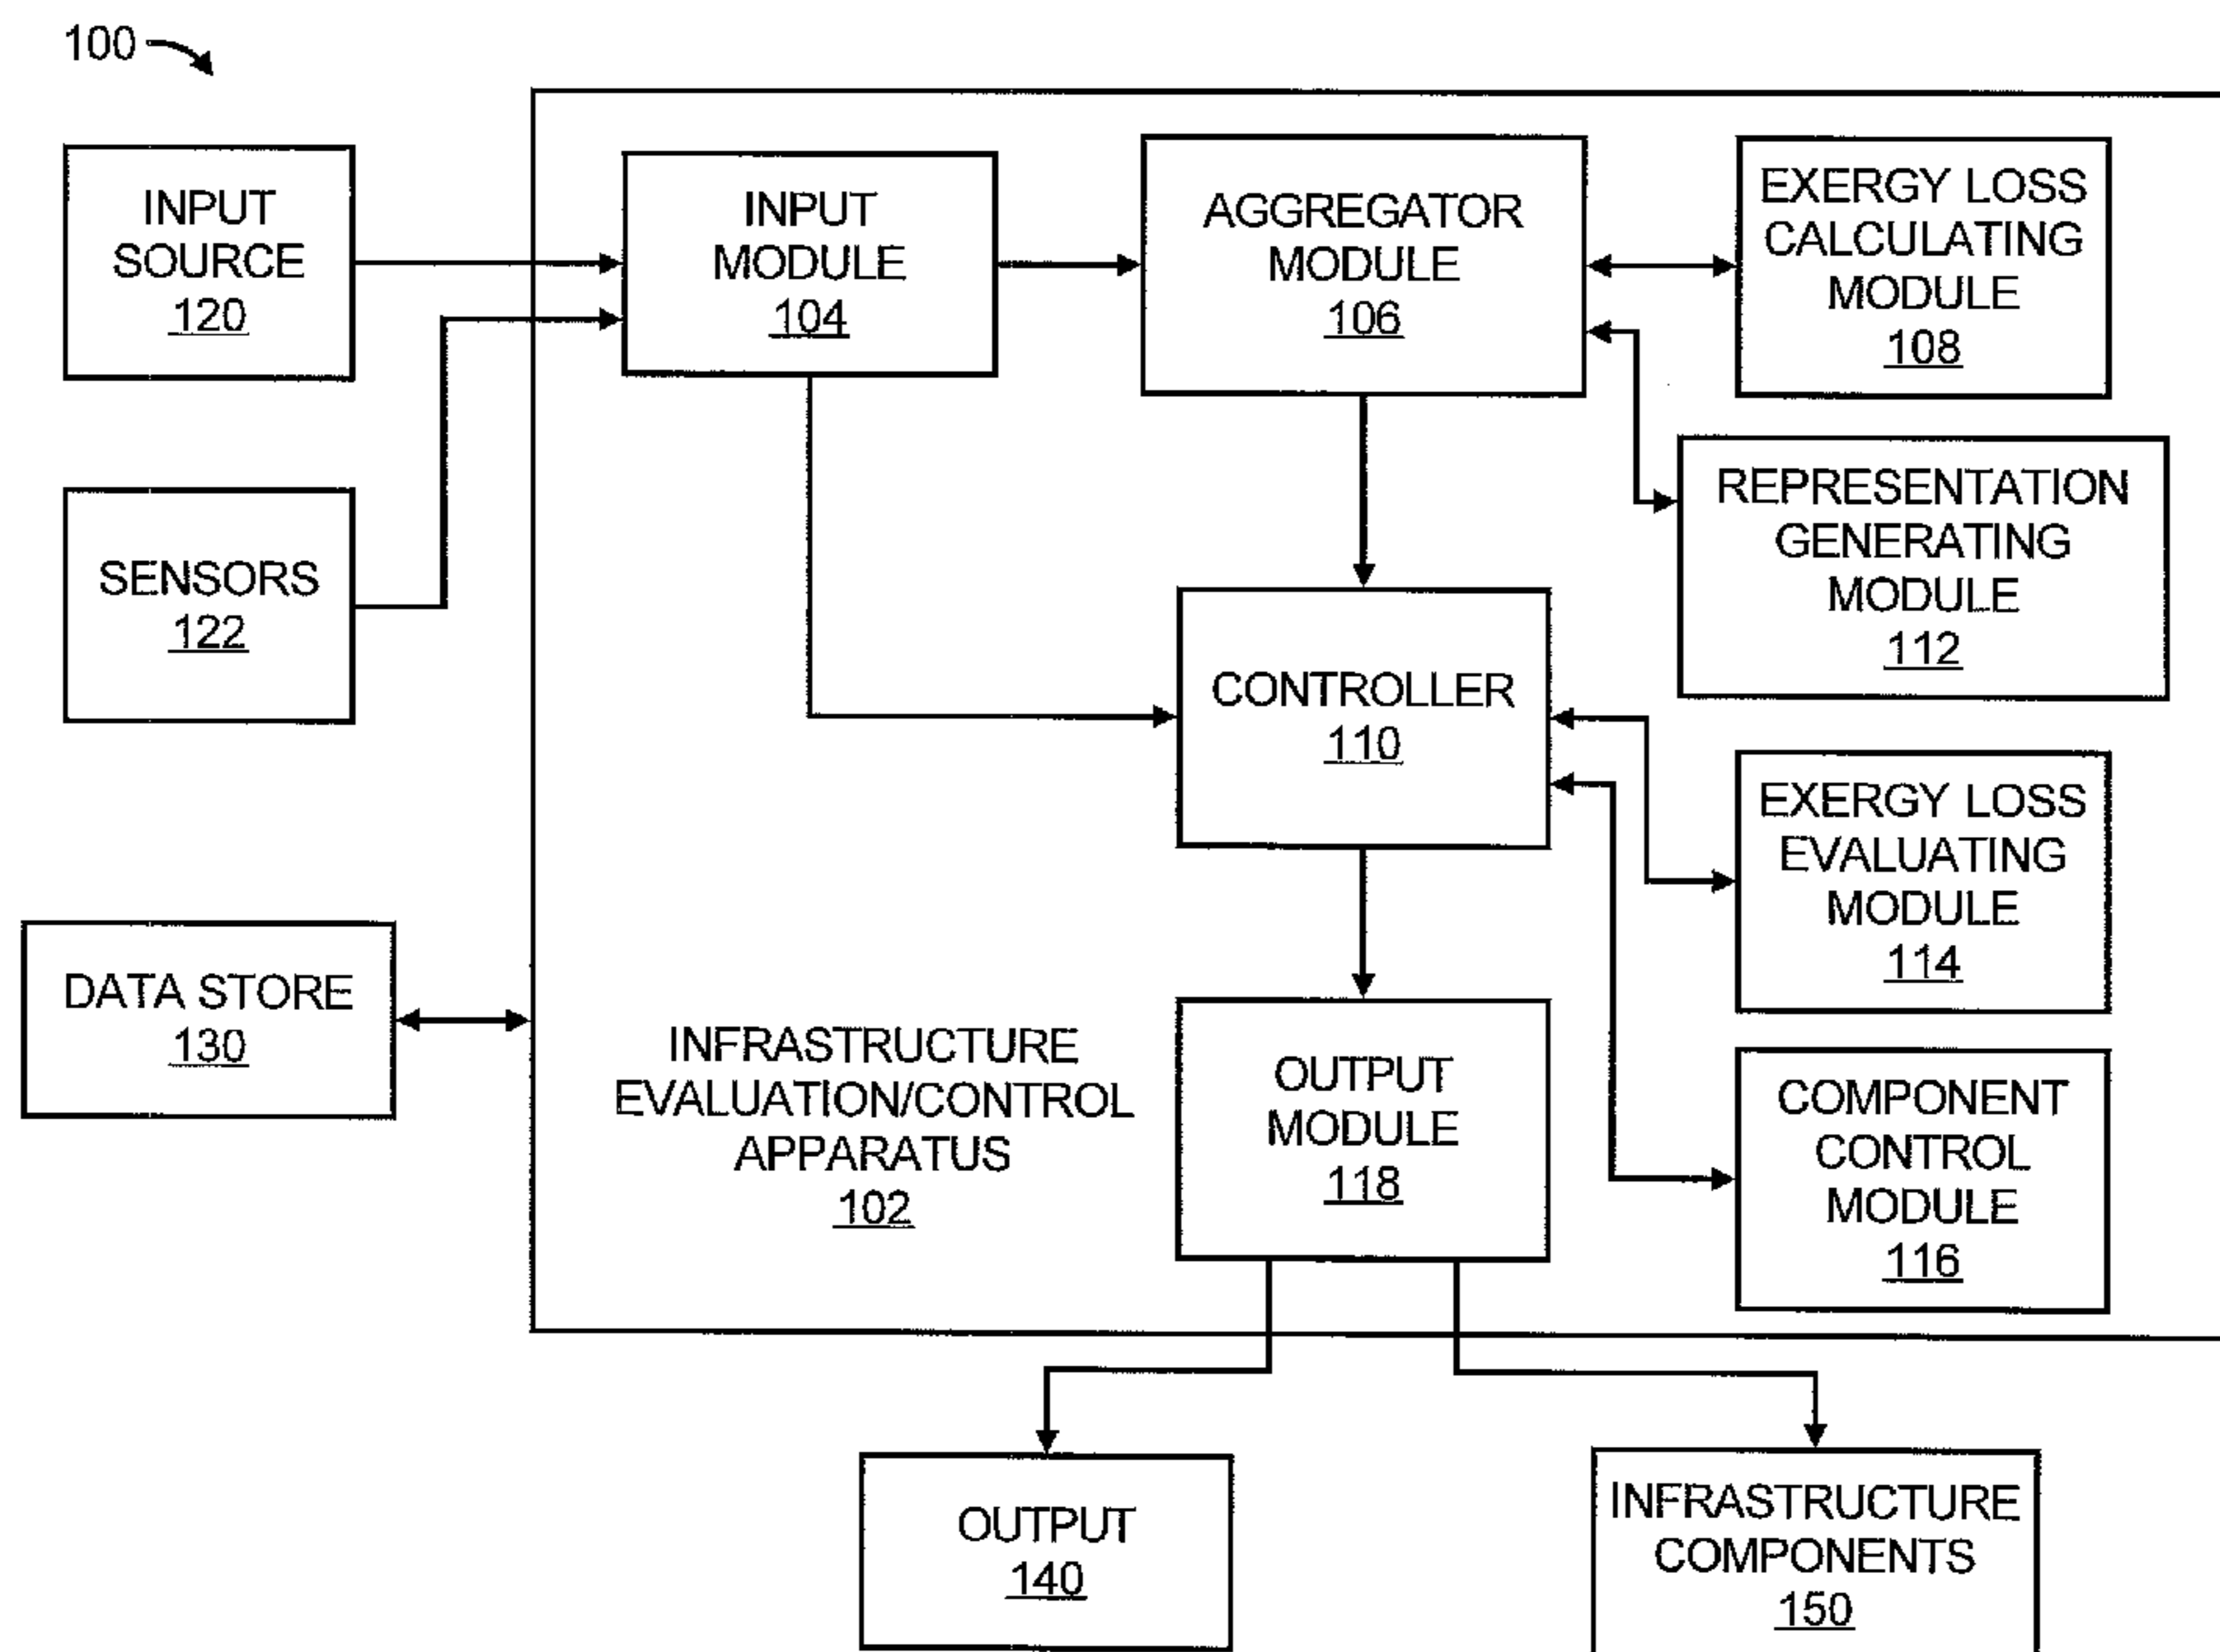 100
INPUT
SOURCE
120
INPUT
MODULE
104
AGGREGATOR
MODULE
106
EXERGY LOSS
CALCULATING
MODULE
108
REPRESENTATION
GENERATING
MODULE
112
SENSORS
122
CONTROLLER
110
EXERGY LOSS
EVALUATING
MODULE
114
DATA STORE
130
INFRASTRUCTURE
EVALUATION/CONTROL
APPARATUS
102
OUTPUT
MODULE
118
COMPONENT
CONTROL
MODULE
116
OUTPUT
140
INFRASTRUCTURE
COMPONENTS
150